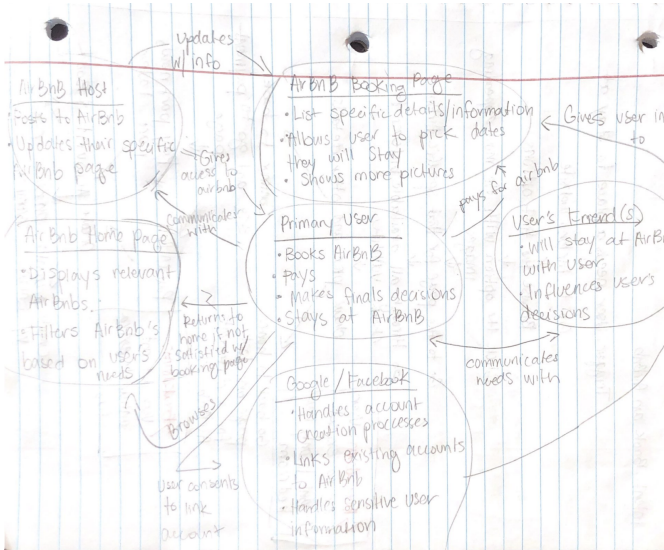 Updates
w/ info
AirBnB Host
• Posts to AirBnb
• Updates their specific
AirBnb page
AirBnB Booking Page
• List specific details/information
• Allows user to pick dates
they will stay
• Shows more pictures
Gives user in
to
Gives
access to
airbnb
pays for airbnb
communicates
with
Primary User
• Books AirBnB
• Pays
• Makes finals decisions
• Stays at AirBNB
User's Friend(s)
• will stay at AirBn
with user
• Influences user's
decisions
AirBnb Home Page
• Displays relevant
AirBnbs.
• Filters AirBnb's
based on user's
needs
Returns to
home if not
satisfied w/
booking page
communicates
needs with
Browses
Google/Facebook
• Handles account
creation proccesses
• Links existing accounts
to AirBnb
• Handles sensitive user
information
User consents
to link
account